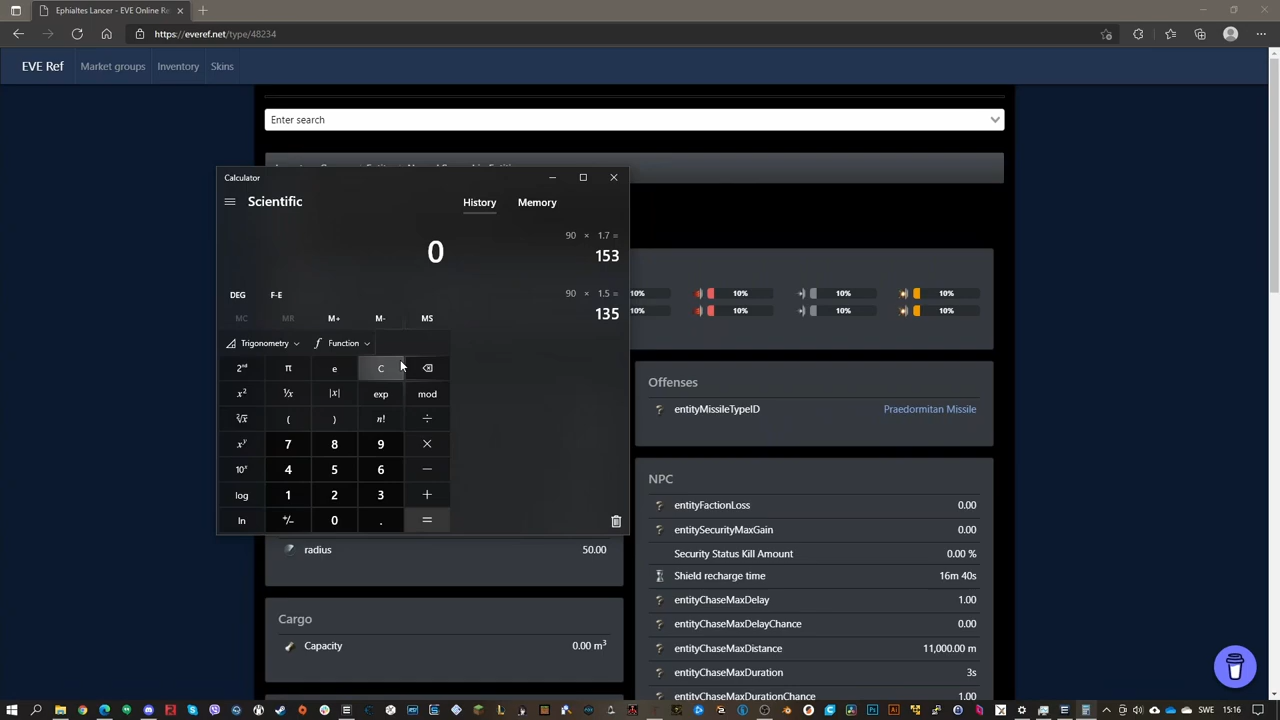 Ephialtes Lancer - EVE Online Re
https://everef.net/type/48234
EVE Ref
Market groups
Inventory
Skins
Enter search
Calculator
Scientific
History
Memory
0
90 × 1.7 =
153
90 × 1.5 =
135
DEG
F-E
MC
MR
M+
M-
MS
Trigonometry
Function
2ⁿᵈ
π
e
C
x²
¹/x
|x|
exp
mod
²√x
(
)
n!
÷
xʸ
7
8
9
×
10ˣ
4
5
6
−
log
1
2
3
+
ln
+/−
0
.
=
10%
10%
10%
10%
10%
10%
10%
10%
Offenses
entityMissileTypeID
Praedormitan Missile
NPC
entityFactionLoss
0.00
entitySecurityMaxGain
0.00
Security Status Kill Amount
0.00 %
Shield recharge time
16m 40s
entityChaseMaxDelay
1.00
entityChaseMaxDelayChance
0.00
entityChaseMaxDistance
11,000.00 m
entityChaseMaxDuration
3s
entityChaseMaxDurationChance
1.00
radius
50.00
Cargo
Capacity
0.00 m³
SWE
15:16